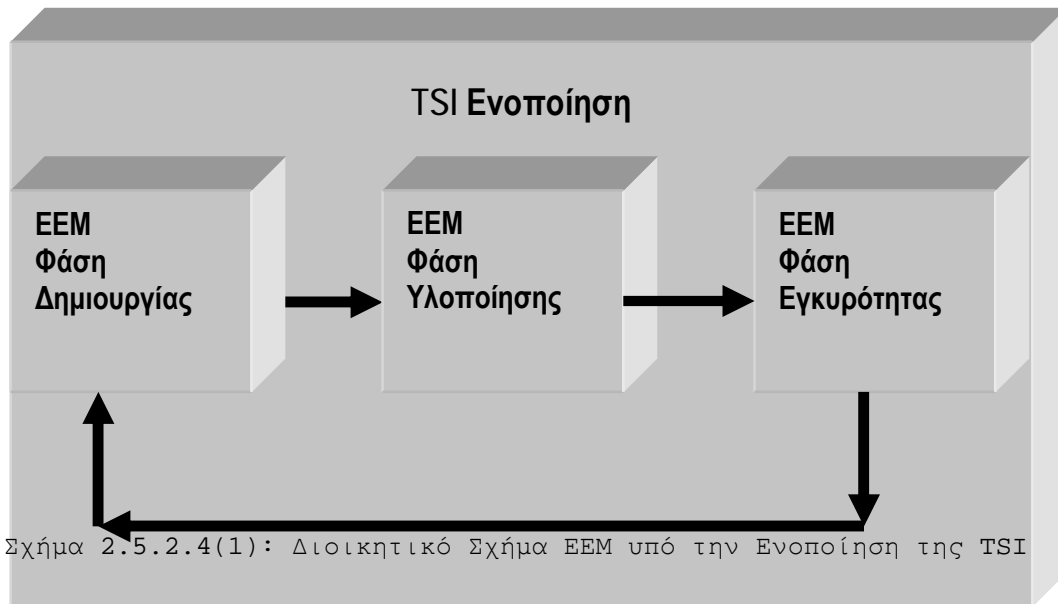 TSI Ενοποίηση
ΕΕΜ
Φάση
Δημιουργίας
ΕΕΜ
Φάση
Υλοποίησης
ΕΕΜ
Φάση
Εγκυρότητας
Σχήμα 2.5.2.4(1): Διοικητικό Σχήμα ΕΕΜ υπό την Ενοποίηση της TSI